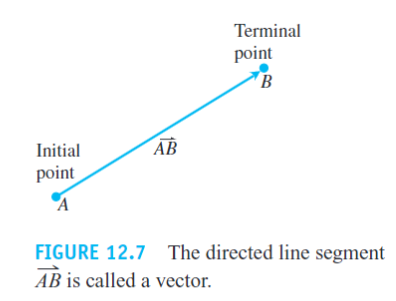 Terminal
point
B
AB
Initial
point
A
FIGURE 12.7 The directed line segment
AB is called a vector.